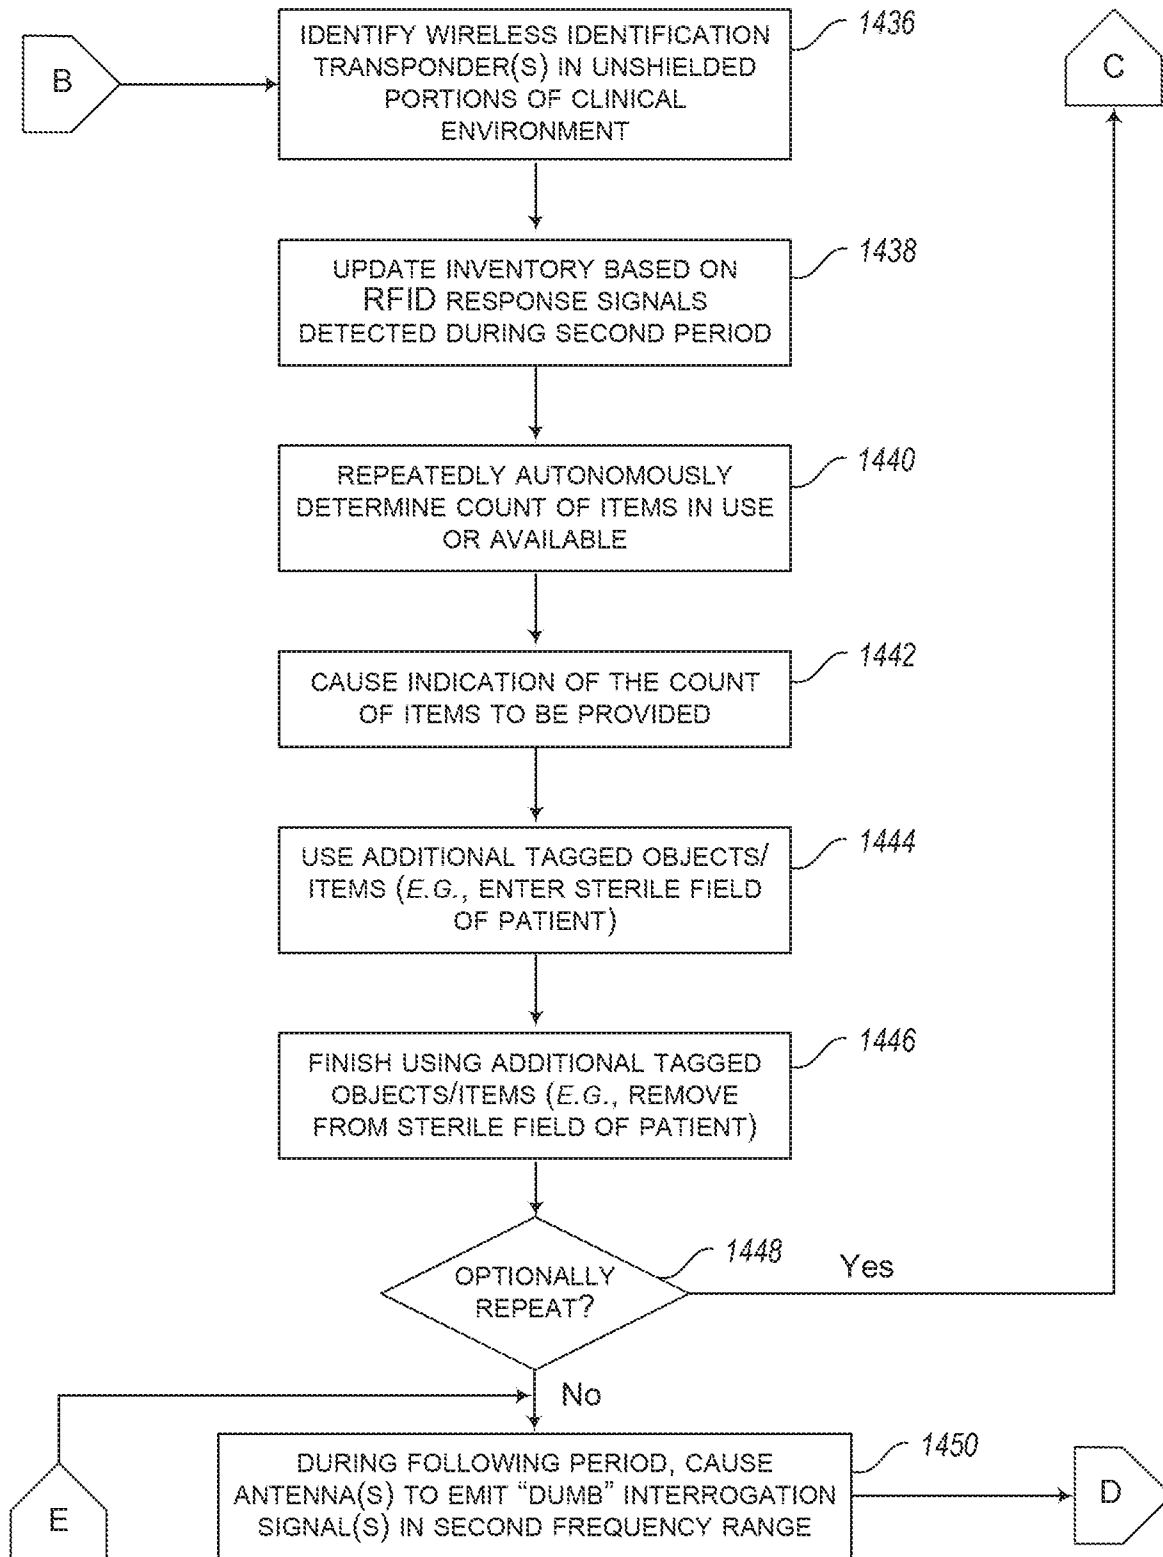 B
IDENTIFY WIRELESS IDENTIFICATION
TRANSPONDER(S) IN UNSHIELDED
PORTIONS OF CLINICAL
ENVIRONMENT
1436
C
UPDATE INVENTORY BASED ON
RFID RESPONSE SIGNALS
DETECTED DURING SECOND PERIOD
1438
REPEATEDLY AUTONOMOUSLY
DETERMINE COUNT OF ITEMS IN USE
OR AVAILABLE
1440
CAUSE INDICATION OF THE COUNT
OF ITEMS TO BE PROVIDED
1442
USE ADDITIONAL TAGGED OBJECTS/
ITEMS (E.G., ENTER STERILE FIELD
OF PATIENT)
1444
FINISH USING ADDITIONAL TAGGED
OBJECTS/ITEMS (E.G., REMOVE
FROM STERILE FIELD OF PATIENT)
1446
OPTIONALLY
REPEAT?
1448
Yes
No
DURING FOLLOWING PERIOD, CAUSE
ANTENNA(S) TO EMIT “DUMB” INTERROGATION
SIGNAL(S) IN SECOND FREQUENCY RANGE
1450
D
E